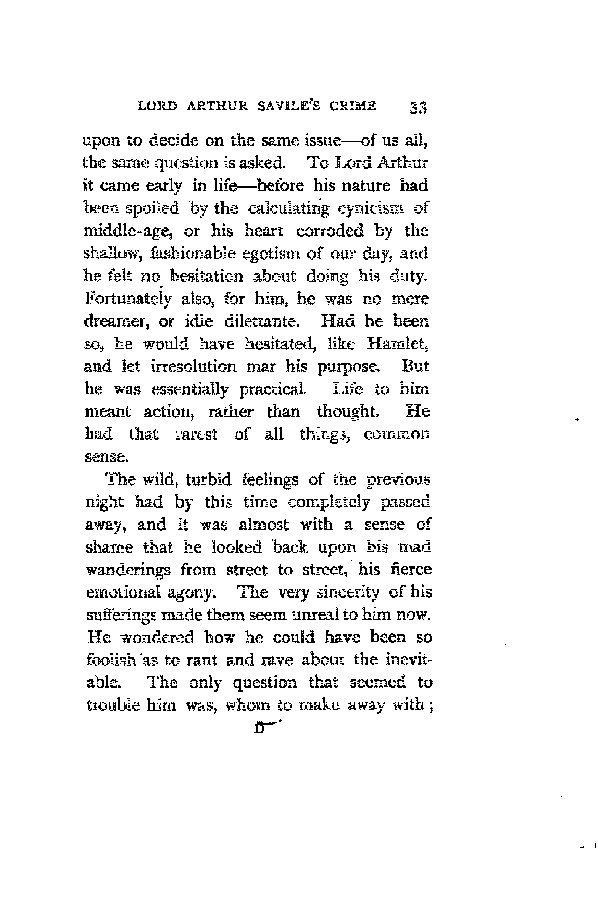 LORD ARTHUR SAVILE'S CRIME 33
upon to decide on the same issue—of us all,
the same question is asked. To Lord Arthur
it came early in life—before his nature had
been spoiled by the calculating cynicism of
middle-age, or his heart corroded by the
shallow, fashionable egotism of our day, and
he felt no hesitation about doing his duty.
Fortunately also, for him, he was no mere
dreamer, or idle dilettante. Had he been
so, he would have hesitated, like Hamlet,
and let irresolution mar his purpose. But
he was essentially practical. Life to him
meant action, rather than thought. He
had that rarest of all things, common
sense.
The wild, turbid feelings of the previous
night had by this time completely passed
away, and it was almost with a sense of
shame that he looked back upon his mad
wanderings from street to street, his fierce
emotional agony. The very sincerity of his
sufferings made them seem unreal to him now.
He wondered how he could have been so
foolish as to rant and rave about the inevit-
able. The only question that seemed to
trouble him was, whom to make away with;
D